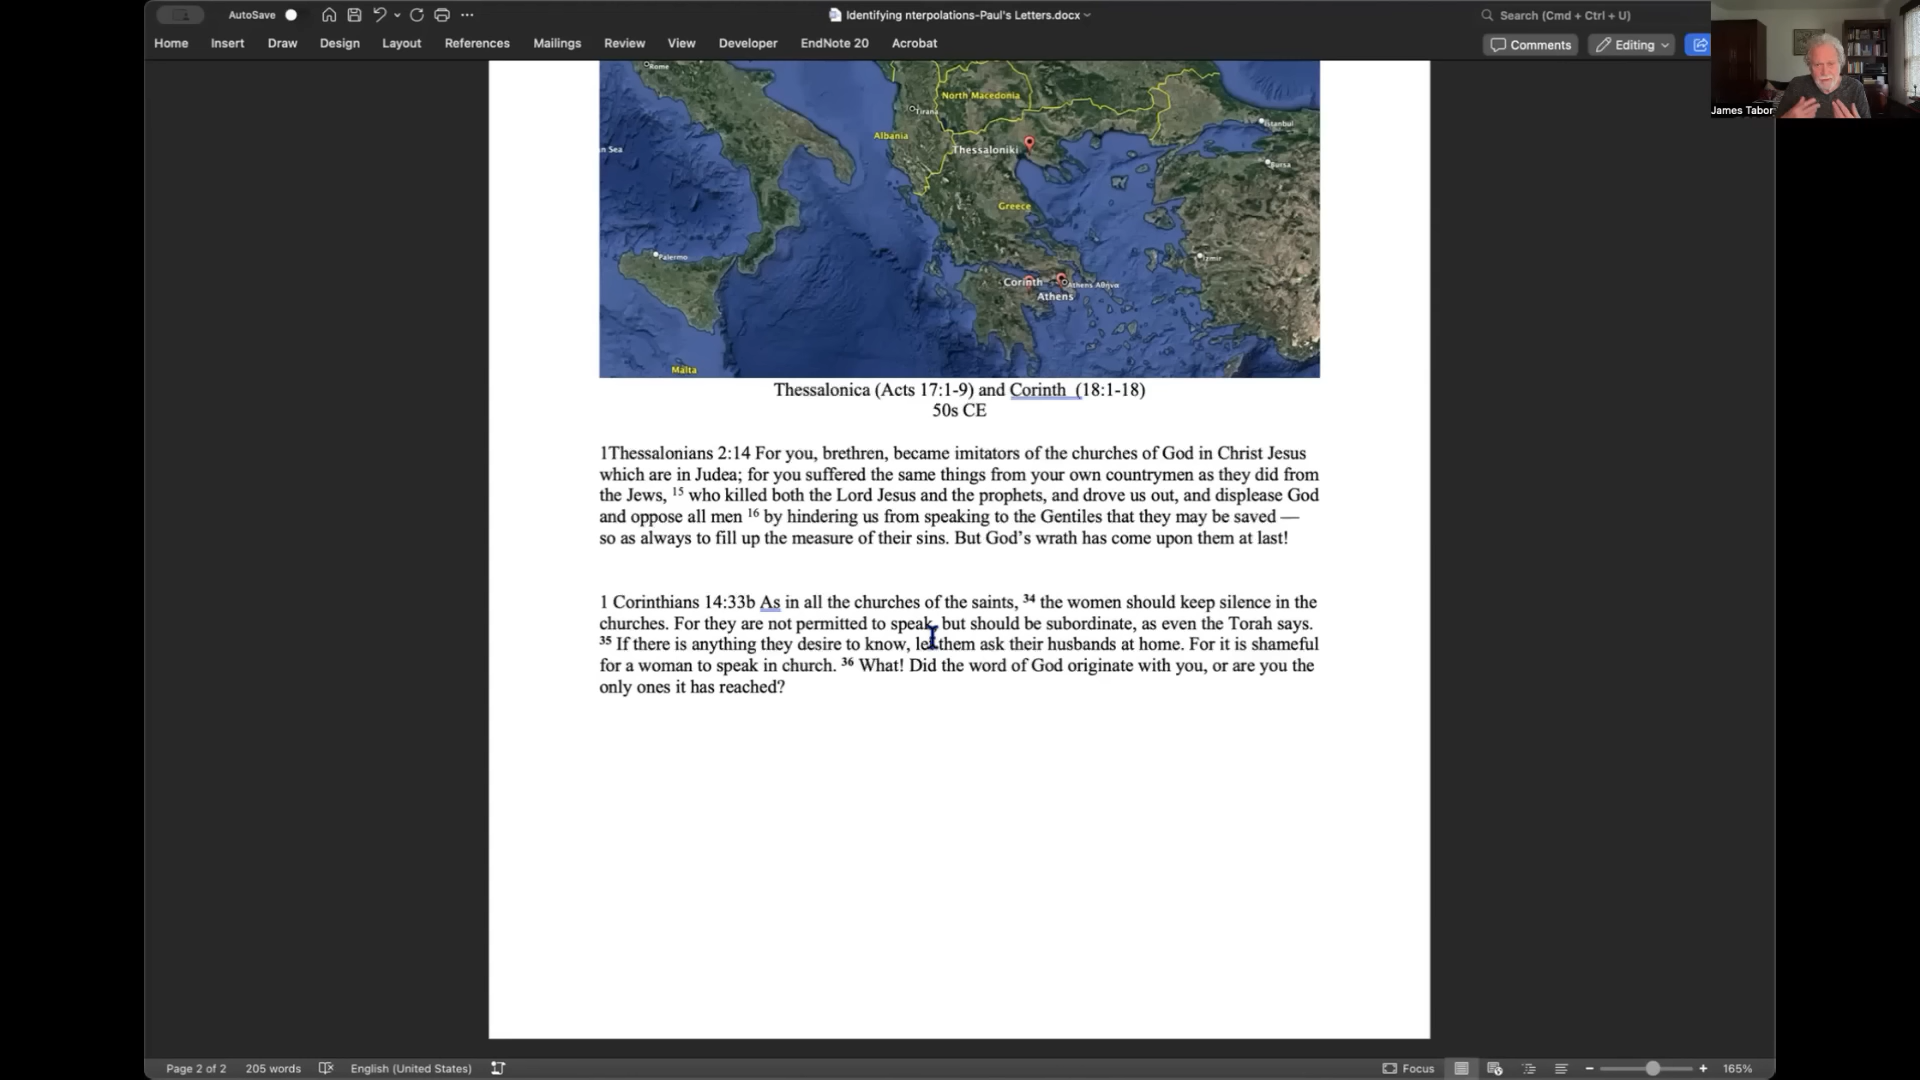 AutoSave
Identifying nterpolations-Paul's Letters.docx
Search (Cmd + Ctrl + U)
Home Insert Draw Design Layout References Mailings Review View Developer EndNote 20 Acrobat
Comments Editing
James Tabor
Rome
North Macedonia
Tirana
Albania
Istanbul
Thessaloniki
n Sea
Bursa
Greece
Palermo
Izmir
Corinth
Athens Αθήνα
Athens
Malta
Thessalonica (Acts 17:1-9) and Corinth (18:1-18)
50s CE
1Thessalonians 2:14 For you, brethren, became imitators of the churches of God in Christ Jesus
which are in Judea; for you suffered the same things from your own countrymen as they did from
the Jews, 15 who killed both the Lord Jesus and the prophets, and drove us out, and displease God
and oppose all men 16 by hindering us from speaking to the Gentiles that they may be saved —
so as always to fill up the measure of their sins. But God’s wrath has come upon them at last!
1 Corinthians 14:33b As in all the churches of the saints, 34 the women should keep silence in the
churches. For they are not permitted to speak, but should be subordinate, as even the Torah says.
35 If there is anything they desire to know, let them ask their husbands at home. For it is shameful
for a woman to speak in church. 36 What! Did the word of God originate with you, or are you the
only ones it has reached?
Page 2 of 2 205 words English (United States) Focus 165%